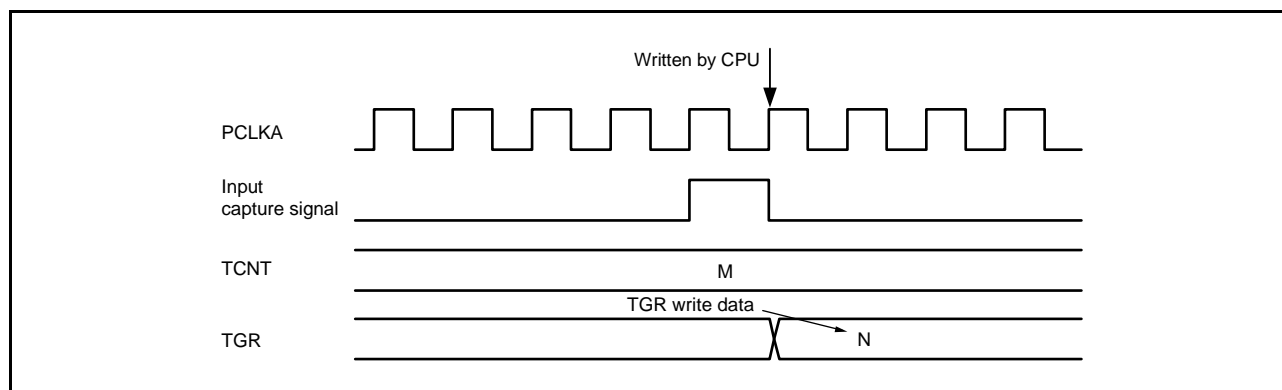 Written by CPU
PCLKA
Input
capture signal
TCNT
M
TGR write data
TGR
N